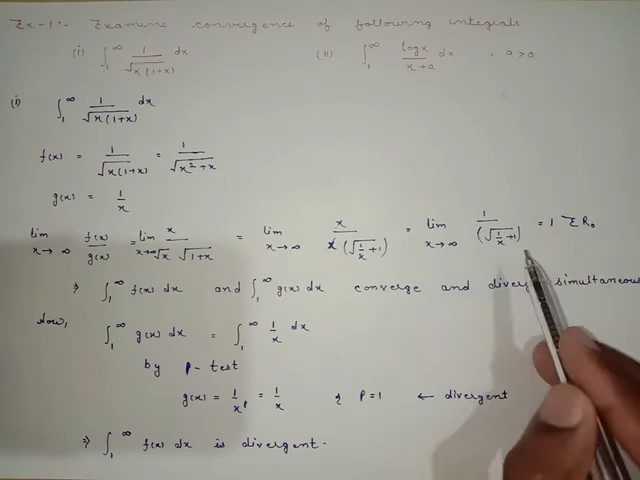 Ex-1:- Examine convergence of following integrals
(i) ∫₁^∞ 1/√(x(1+x)) dx (ii) ∫₁^∞ logx/(x+a) dx , a>0
(i) ∫₁^∞ 1/√(x(1+x)) dx
f(x) = 1/√(x(1+x)) = 1/√(x²+x)
g(x) = 1/x
lim x→∞ f(x)/g(x) = lim x→∞ x/(√x √(1+x)) = lim x→∞ x/(x(√(1/x+1))) = lim x→∞ 1/(√(1/x+1)) = 1 Σ R₀
⇒ ∫₁^∞ f(x) dx and ∫₁^∞ g(x) dx converge and simultaneous
Now, ∫₁^∞ g(x) dx = ∫₁^∞ 1/x dx
by P-test
g(x) = 1/x^P = 1/x P=1 ← divergent
⇒ ∫₁^∞ f(x) dx is divergent.